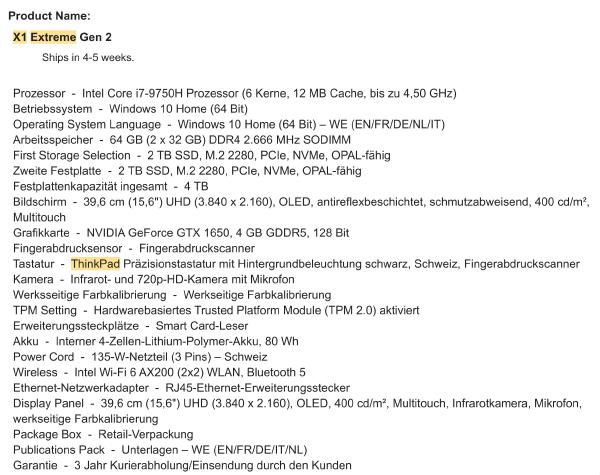 Product Name:
X1 Extreme Gen 2
Ships in 4-5 weeks.
Prozessor - Intel Core i7-9750H Prozessor (6 Kerne, 12 MB Cache, bis zu 4,50 GHz)
Betriebssystem - Windows 10 Home (64 Bit)
Operating System Language - Windows 10 Home (64 Bit) – WE (EN/FR/DE/NL/IT)
Arbeitsspeicher - 64 GB (2 x 32 GB) DDR4 2.666 MHz SODIMM
First Storage Selection - 2 TB SSD, M.2 2280, PCIe, NVMe, OPAL-fähig
Zweite Festplatte - 2 TB SSD, M.2 2280, PCIe, NVMe, OPAL-fähig
Festplattenkapazität ingesamt - 4 TB
Bildschirm - 39,6 cm (15,6") UHD (3.840 x 2.160), OLED, antireflexbeschichtet, schmutzabweisend, 400 cd/m²,
Multitouch
Grafikkarte - NVIDIA GeForce GTX 1650, 4 GB GDDR5, 128 Bit
Fingerabdrucksensor - Fingerabdruckscanner
Tastatur - ThinkPad Präzisionstastatur mit Hintergrundbeleuchtung schwarz, Schweiz, Fingerabdruckscanner
Kamera - Infrarot- und 720p-HD-Kamera mit Mikrofon
Werksseitige Farbkalibrierung - Werkseitige Farbkalibrierung
TPM Setting - Hardwarebasiertes Trusted Platform Module (TPM 2.0) aktiviert
Erweiterungssteckplätze - Smart Card-Leser
Akku - Interner 4-Zellen-Lithium-Polymer-Akku, 80 Wh
Power Cord - 135-W-Netzteil (3 Pins) – Schweiz
Wireless - Intel Wi-Fi 6 AX200 (2x2) WLAN, Bluetooth 5
Ethernet-Netzwerkadapter - RJ45-Ethernet-Erweiterungsstecker
Display Panel - 39,6 cm (15,6") UHD (3.840 x 2.160), OLED, 400 cd/m², Multitouch, Infrarotkamera, Mikrofon,
werkseitige Farbkalibrierung
Package Box - Retail-Verpackung
Publications Pack - Unterlagen – WE (EN/FR/DE/IT/NL)
Garantie - 3 Jahr Kurierabholung/Einsendung durch den Kunden